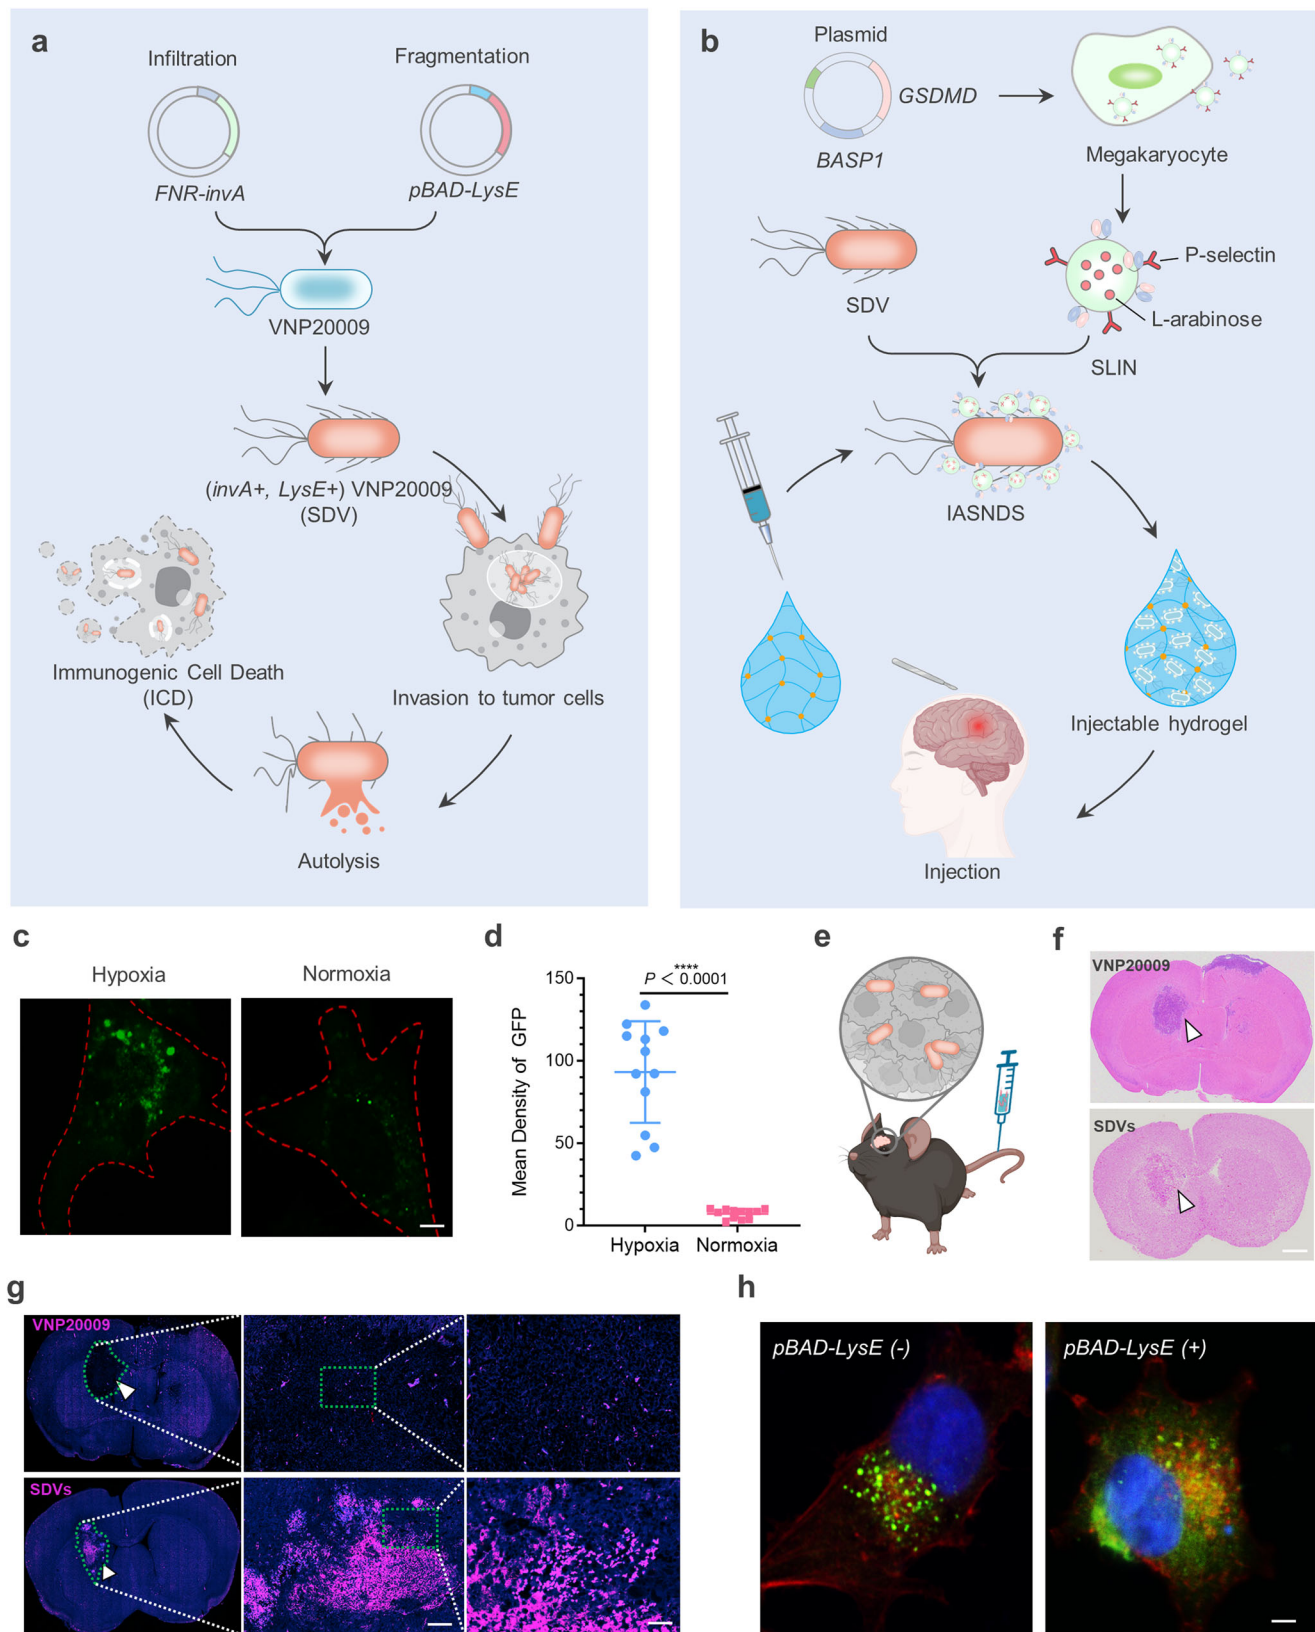 a
Infiltration
Fragmentation
FNR-invA
pBAD-LysE
VNP20009
(invA+, LysE+) VNP20009
(SDV)
Immunogenic Cell Death
(ICD)
Invasion to tumor cells
Autolysis
b
Plasmid
GSDMD
BASP1
Megakaryocyte
P-selectin
SDV
L-arabinose
SLIN
IASNDS
Injectable hydrogel
Injection
c
Hypoxia
Normoxia
d
****
P < 0.0001
Mean Density of GFP
150
100
50
0
Hypoxia
Normoxia
e
f
VNP20009
SDVs
g
VNP20009
SDVs
h
pBAD-LysE (-)
pBAD-LysE (+)